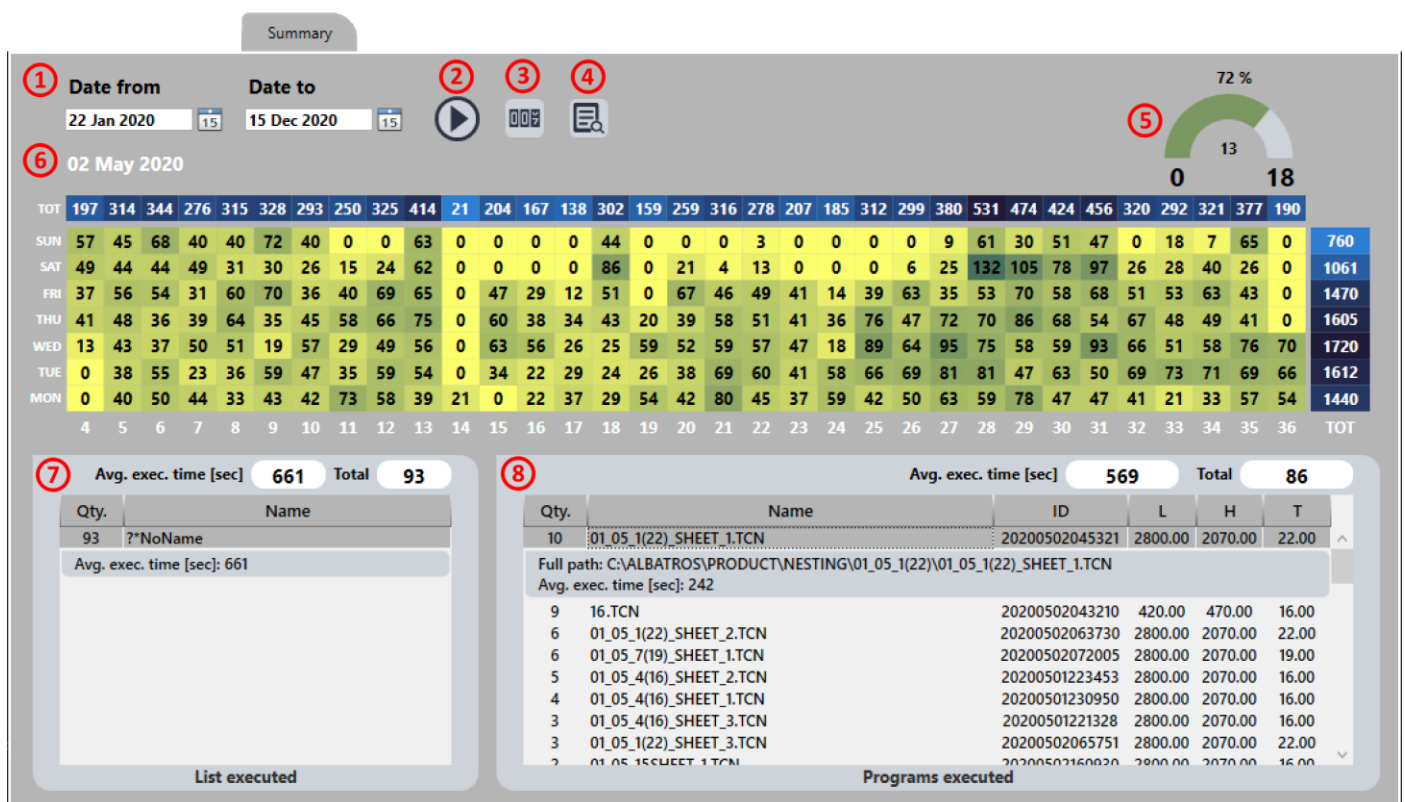 Summary
1 Date from Date to 2 3 4 72 %
22 Jan 2020 15 15 Dec 2020 15 5 13
0 18
6 02 May 2020
TOT 197 314 344 276 315 328 293 250 325 414 21 204 167 138 302 159 259 316 278 207 185 312 299 380 531 474 424 456 320 292 321 377 190
SUN 57 45 68 40 40 72 40 0 0 63 0 0 0 0 44 0 0 0 3 0 0 0 0 9 61 30 51 47 0 18 7 65 0 760
SAT 49 44 44 49 31 30 26 15 24 62 0 0 0 0 86 0 21 4 13 0 0 0 6 25 132 105 78 97 26 28 40 26 0 1061
FRI 37 56 54 31 60 70 36 40 69 65 0 47 29 12 51 0 67 46 49 41 14 39 63 35 53 70 58 68 51 53 63 43 0 1470
THU 41 48 36 39 64 35 45 58 66 75 0 60 38 34 43 20 39 58 51 41 36 76 47 72 70 86 68 54 67 48 49 41 0 1605
WED 13 43 37 50 51 19 57 29 49 56 0 63 56 26 25 59 52 59 57 47 18 89 64 95 75 58 59 93 66 51 58 76 70 1720
TUE 0 38 55 23 36 59 47 35 59 54 0 34 22 29 24 26 38 69 60 41 58 66 69 81 81 47 63 50 69 73 71 69 66 1612
MON 0 40 50 44 33 43 42 73 58 39 21 0 22 37 29 54 42 80 45 37 59 42 50 63 59 78 47 47 41 21 33 57 54 1440
4 5 6 7 8 9 10 11 12 13 14 15 16 17 18 19 20 21 22 23 24 25 26 27 28 29 30 31 32 33 34 35 36 TOT
7 Avg. exec. time [sec] 661 Total 93
Qty. Name
93 ?*NoName
Avg. exec. time [sec]: 661
List executed
8 Avg. exec. time [sec] 569 Total 86
Qty. Name ID L H T
10 01_05_1(22)_SHEET_1.TCN 20200502045321 2800.00 2070.00 22.00
Full path: C:\ALBATROS\PRODUCT\NESTING\01_05_1(22)\01_05_1(22)_SHEET_1.TCN
Avg. exec. time [sec]: 242
9 16.TCN 20200502043210 420.00 470.00 16.00
6 01_05_1(22)_SHEET_2.TCN 20200502063730 2800.00 2070.00 22.00
6 01_05_7(19)_SHEET_1.TCN 20200502072005 2800.00 2070.00 19.00
5 01_05_4(16)_SHEET_2.TCN 20200501223453 2800.00 2070.00 16.00
4 01_05_4(16)_SHEET_1.TCN 20200501230950 2800.00 2070.00 16.00
3 01_05_4(16)_SHEET_3.TCN 20200501221328 2800.00 2070.00 16.00
3 01_05_1(22)_SHEET_3.TCN 20200502065751 2800.00 2070.00 22.00
2 01_05_15SHEET_1.TCN 20200502160930 2800.00 2070.00 16.00
Programs executed